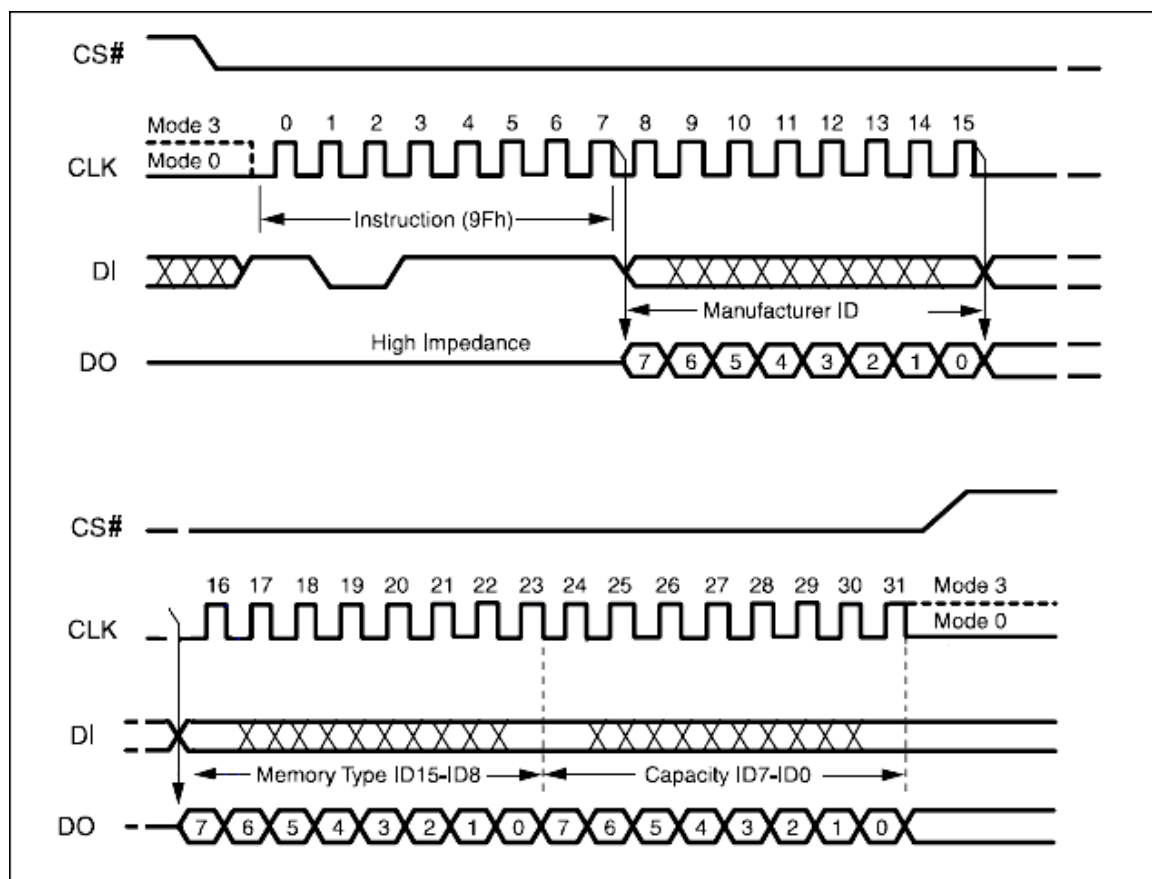 CS#
Mode 3
0 1 2 3 4 5 6 7 8 9 10 11 12 13 14 15
CLK
Mode 0
Instruction (9Fh)
DI
Manufacturer ID
High Impedance
DO
7 6 5 4 3 2 1 0
CS#
16 17 18 19 20 21 22 23 24 25 26 27 28 29 30 31
Mode 3
CLK
Mode 0
DI
Memory Type ID15-ID8
Capacity ID7-ID0
DO
7 6 5 4 3 2 1 0 7 6 5 4 3 2 1 0